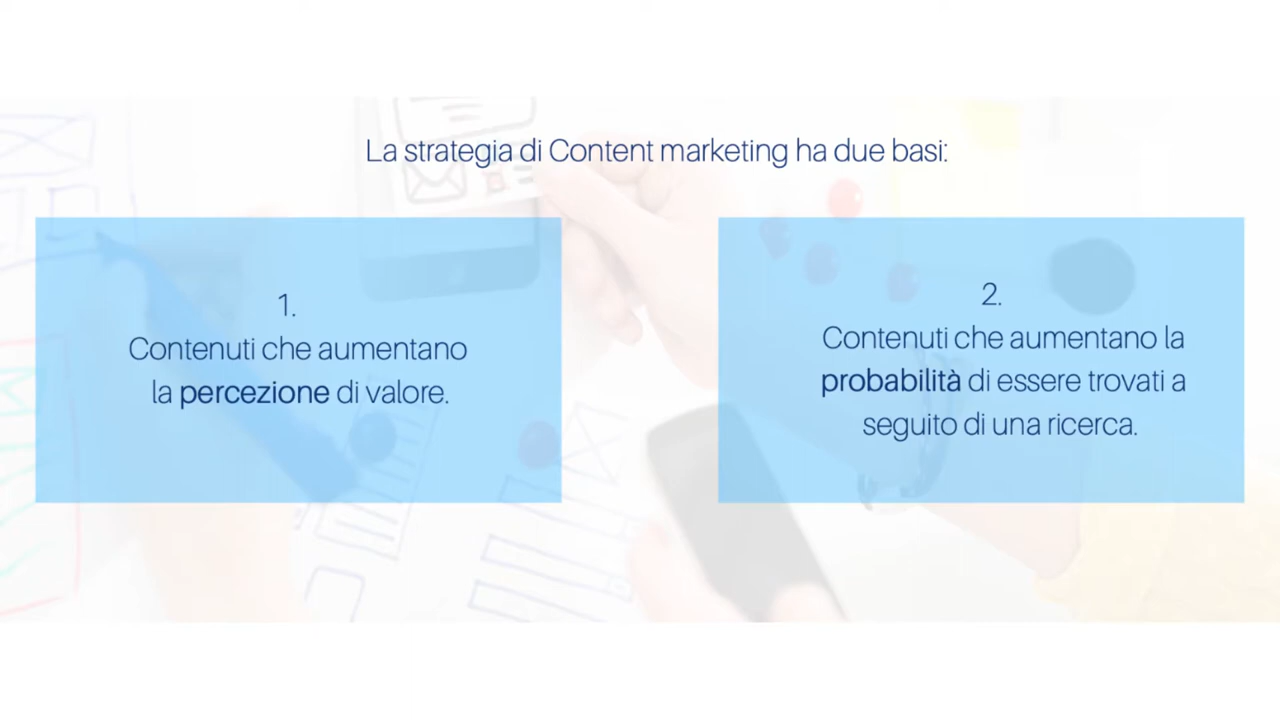 La strategia di Content marketing ha due basi:
1.
Contenuti che aumentano
la percezione di valore.
2.
Contenuti che aumentano la
probabilità di essere trovati a
seguito di una ricerca.